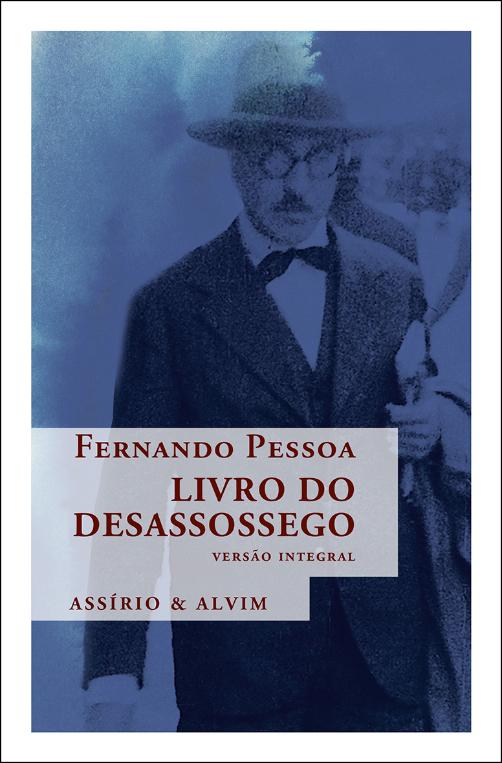 FERNANDO PESSOA
LIVRO DO
DESASSOSSEGO
VERSÃO INTEGRAL
ASSÍRIO & ALVIM